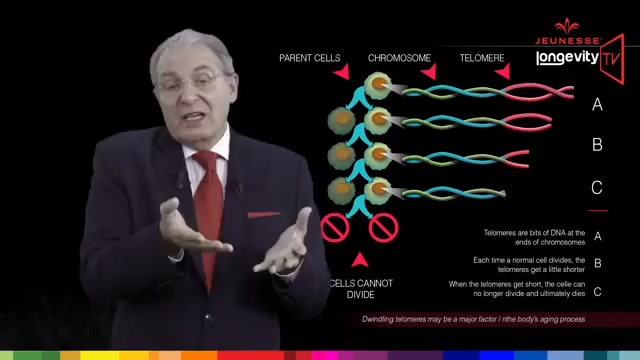 JEUNESSE
longevity TV
PARENT CELLS CHROMOSOME TELOMERE
A
B
C
CELLS CANNOT
DIVIDE
Telomeres are bits of DNA at the
ends of chromosomes
A
Each time a normal cell divides, the
telomeres get a little shorter
B
When the telomeres get short, the celle can
no longer divide and ultimately dies
C
Dwindling telomeres may be a major factor i nthe body's aging process